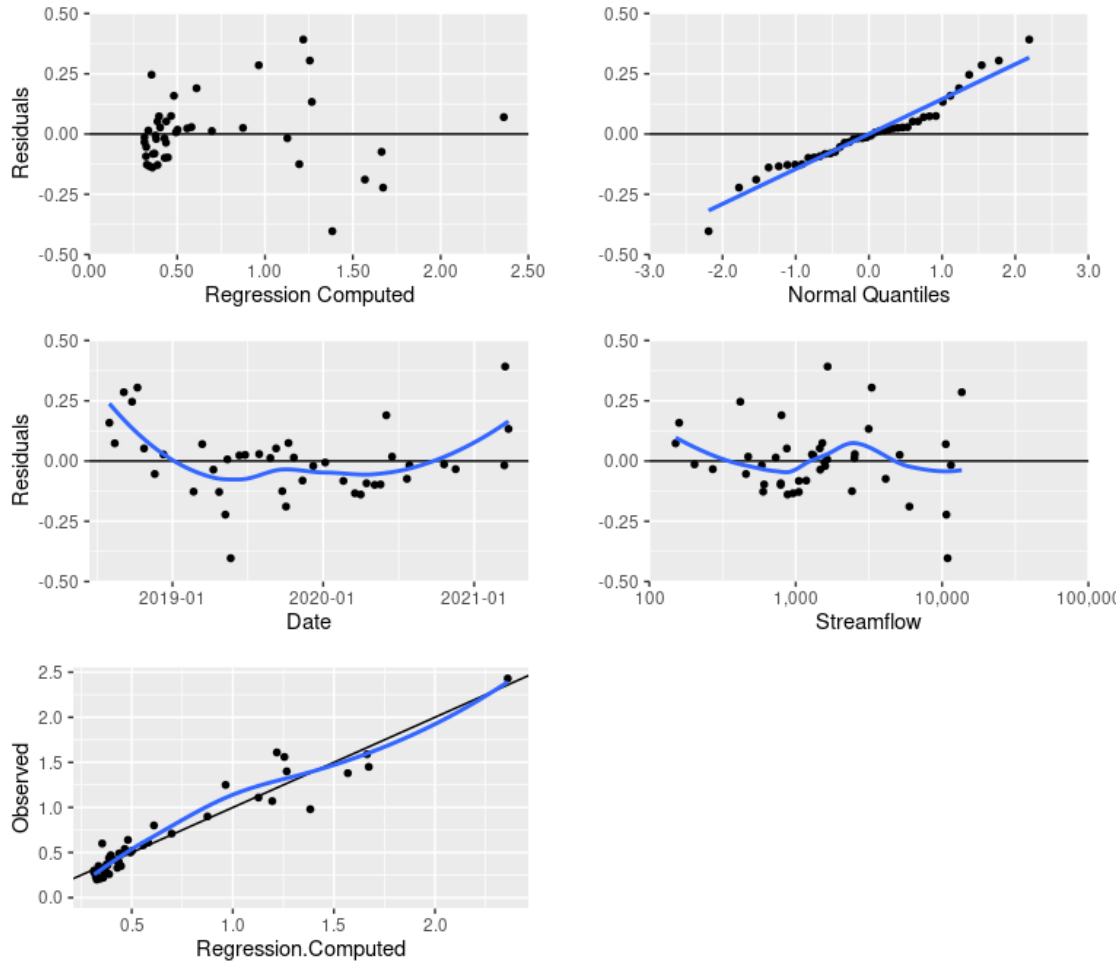 0.50
0.25
0.00
-0.25
-0.50
Residuals
0.00 0.50 1.00 1.50 2.00 2.50
Regression Computed
0.50
0.25
0.00
-0.25
-0.50
-3.0 -2.0 -1.0 0.0 1.0 2.0 3.0
Normal Quantiles
0.50
0.25
0.00
-0.25
-0.50
Residuals
2019-01 2020-01 2021-01
Date
0.50
0.25
0.00
-0.25
-0.50
100 1,000 10,000 100,00
Streamflow
2.5
2.0
1.5
1.0
0.5
0.0
Observed
0.5 1.0 1.5 2.0
Regression.Computed